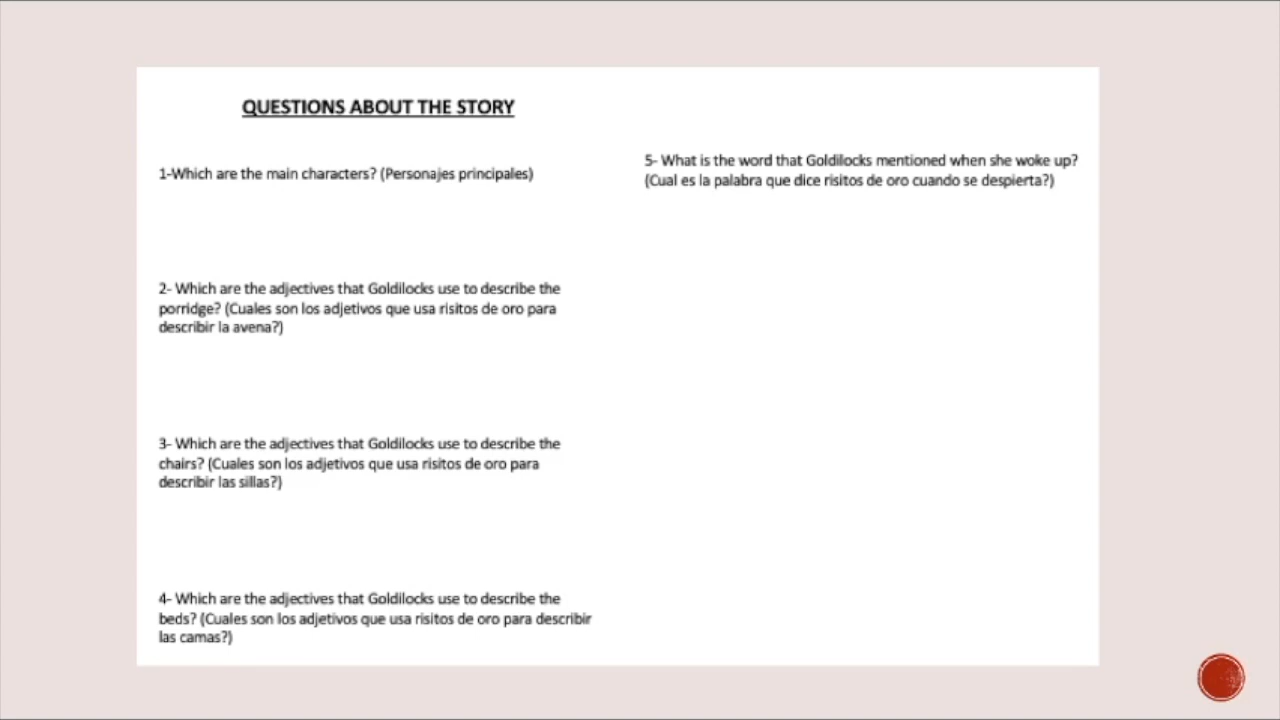 QUESTIONS ABOUT THE STORY
1-Which are the main characters? (Personajes principales)
2- Which are the adjectives that Goldilocks use to describe the
porridge? (Cuales son los adjetivos que usa risitos de oro para
describir la avena?)
3- Which are the adjectives that Goldilocks use to describe the
chairs? (Cuales son los adjetivos que usa risitos de oro para
describir las sillas?)
4- Which are the adjectives that Goldilocks use to describe the
beds? (Cuales son los adjetivos que usa risitos de oro para describir
las camas?)
5- What is the word that Goldilocks mentioned when she woke up?
(Cual es la palabra que dice risitos de oro cuando se despierta?)